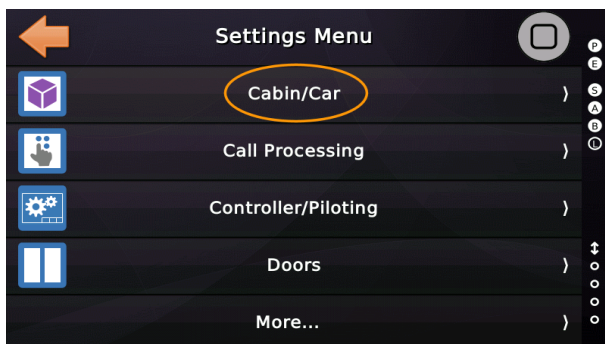 Settings Menu
Cabin/Car
Call Processing
Controller/Piloting
Doors
More...
P
E
S
A
B
L